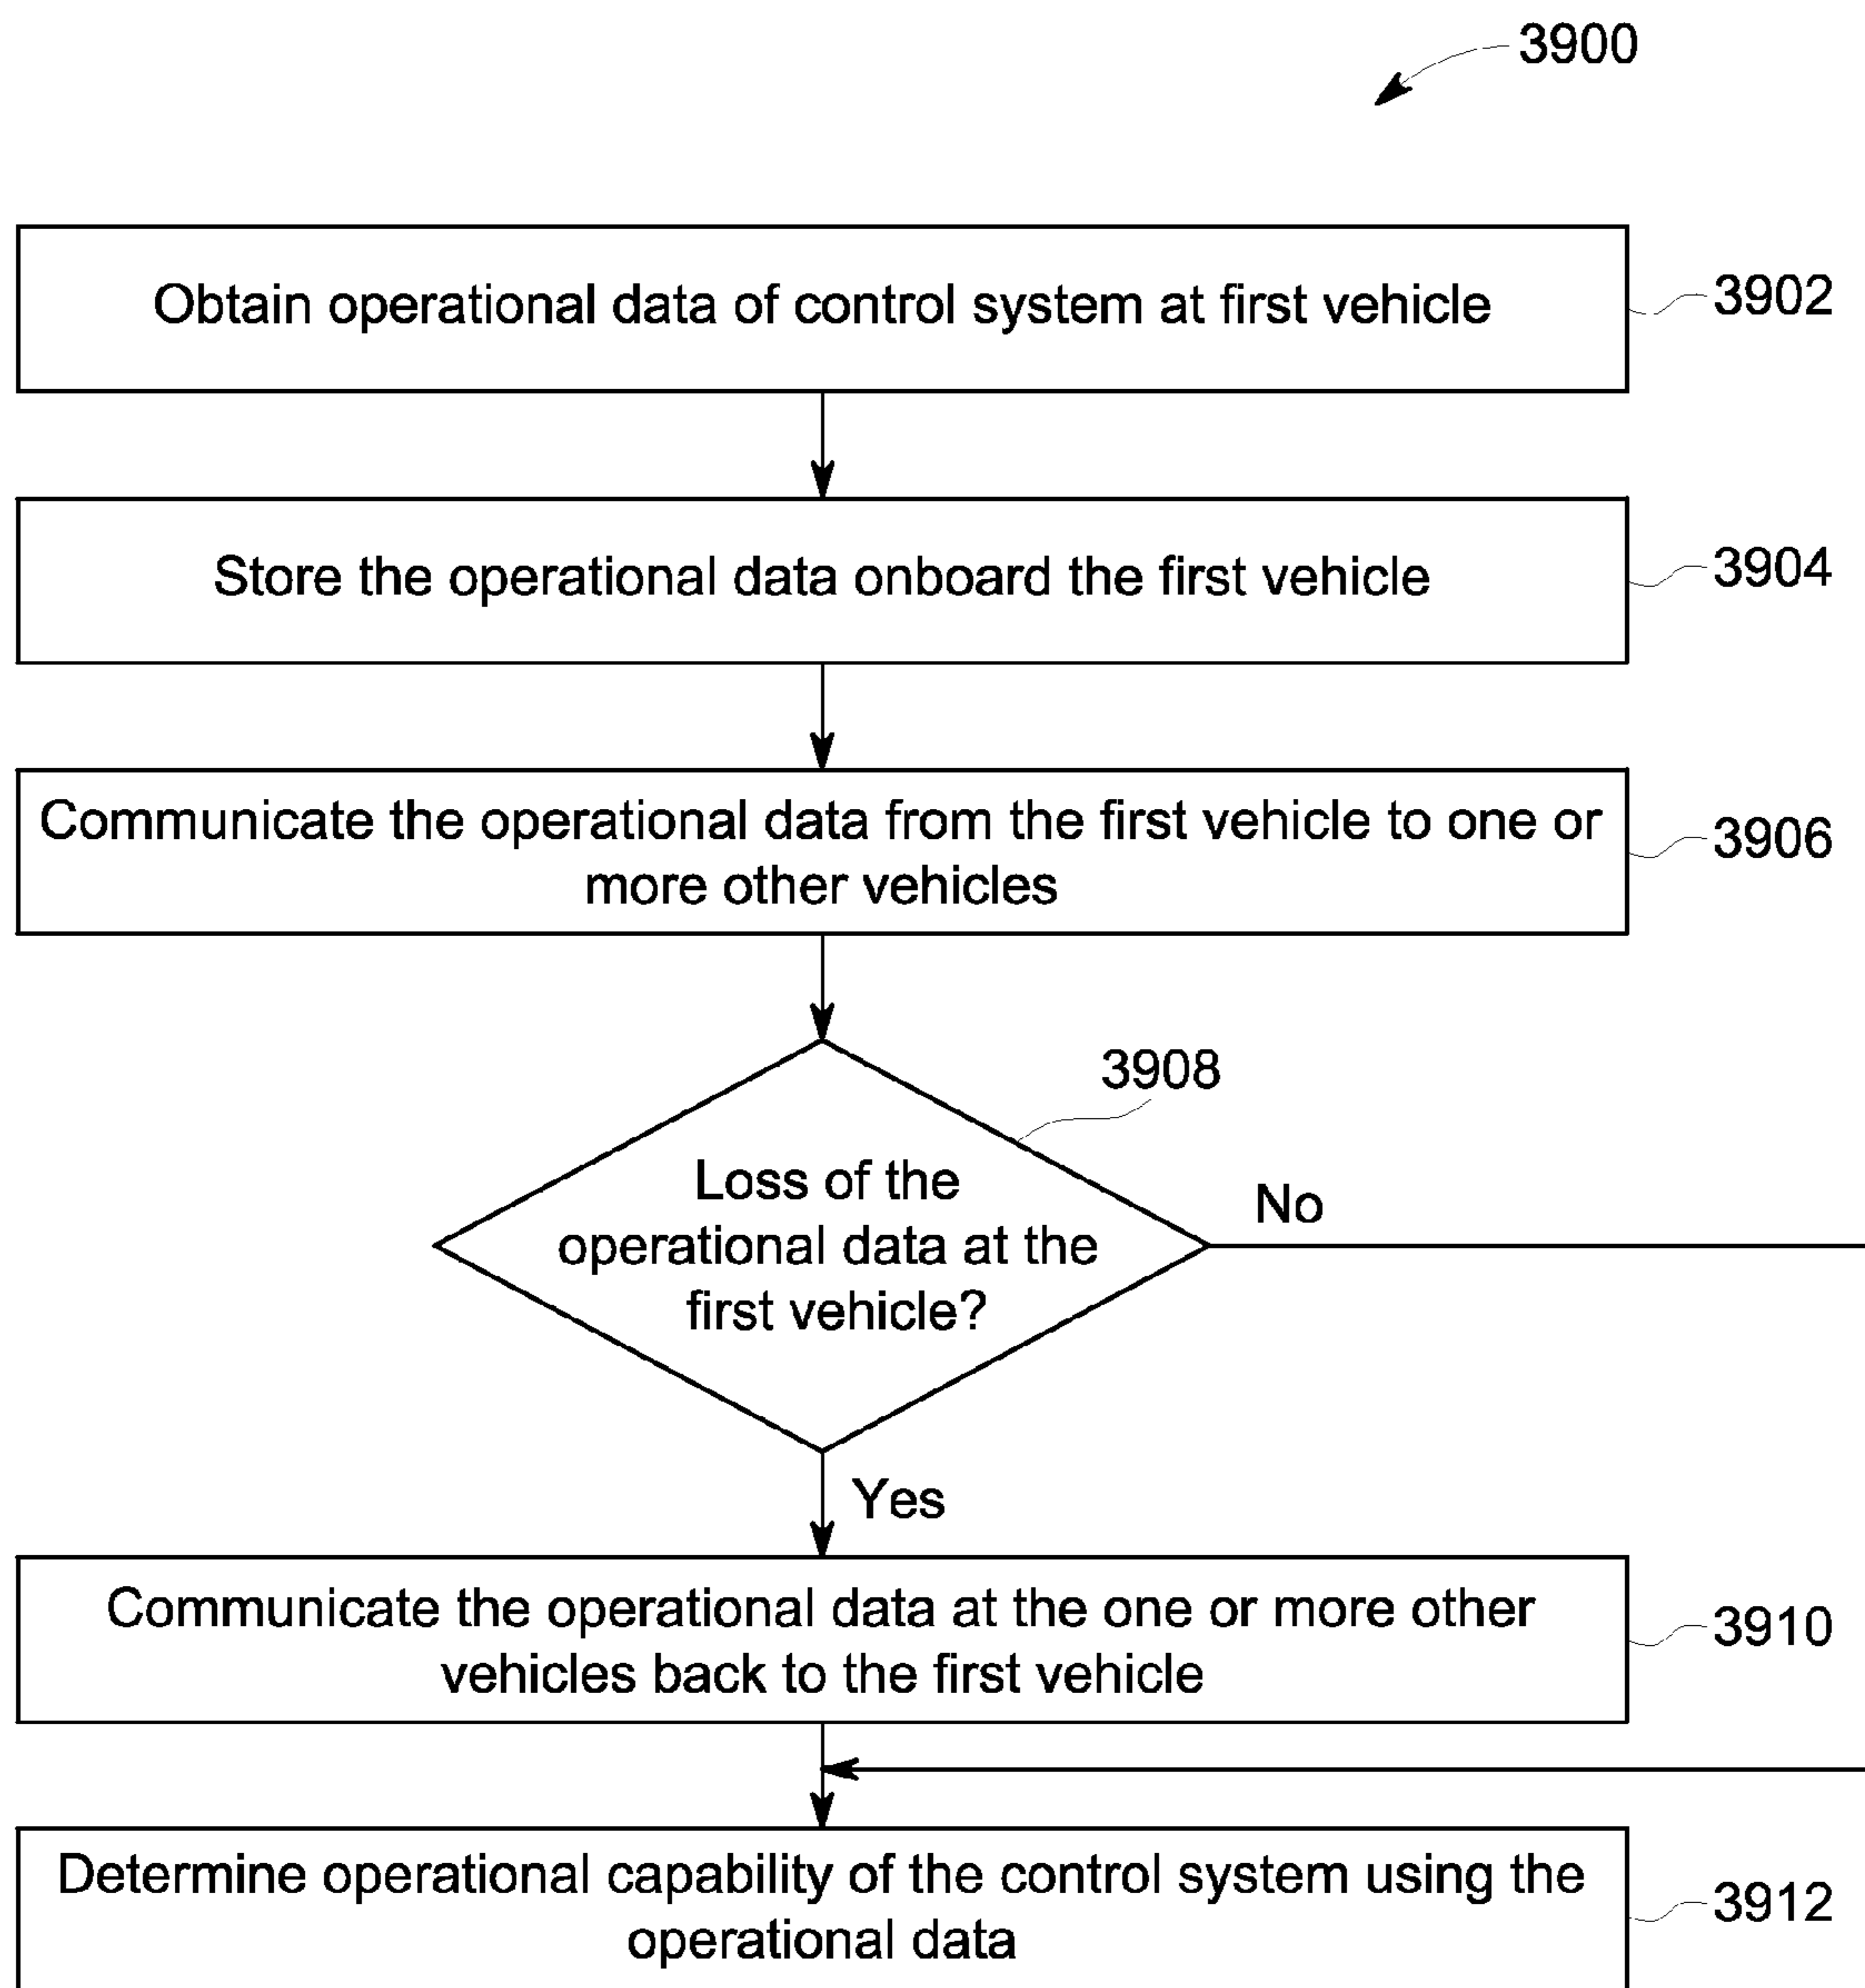 3900
Obtain operational data of control system at first vehicle
3902
Store the operational data onboard the first vehicle
3904
Communicate the operational data from the first vehicle to one or
more other vehicles
3906
3908
Loss of the
operational data at the
first vehicle?
No
Yes
Communicate the operational data at the one or more other
vehicles back to the first vehicle
3910
Determine operational capability of the control system using the
operational data
3912